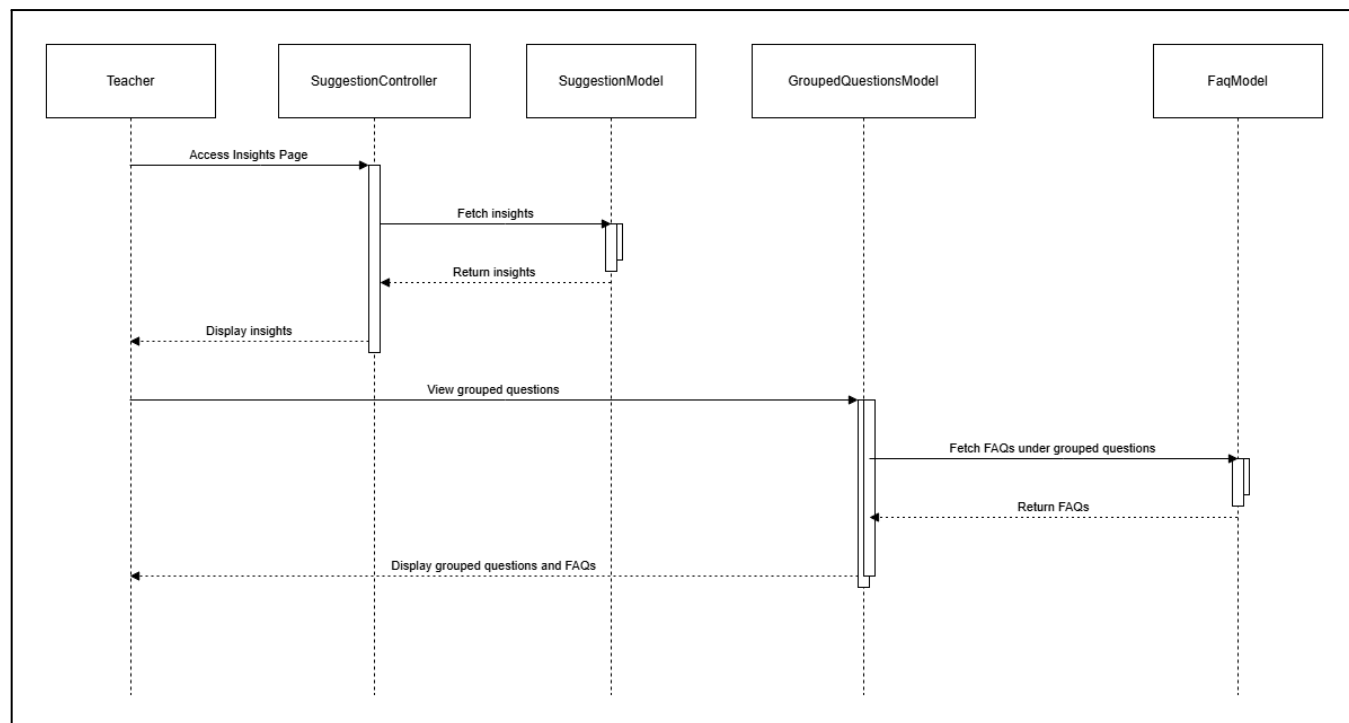 Teacher
SuggestionController
SuggestionModel
GroupedQuestionsModel
FaqModel
Access Insights Page
Fetch insights
Return insights
Display insights
View grouped questions
Fetch FAQs under grouped questions
Return FAQs
Display grouped questions and FAQs